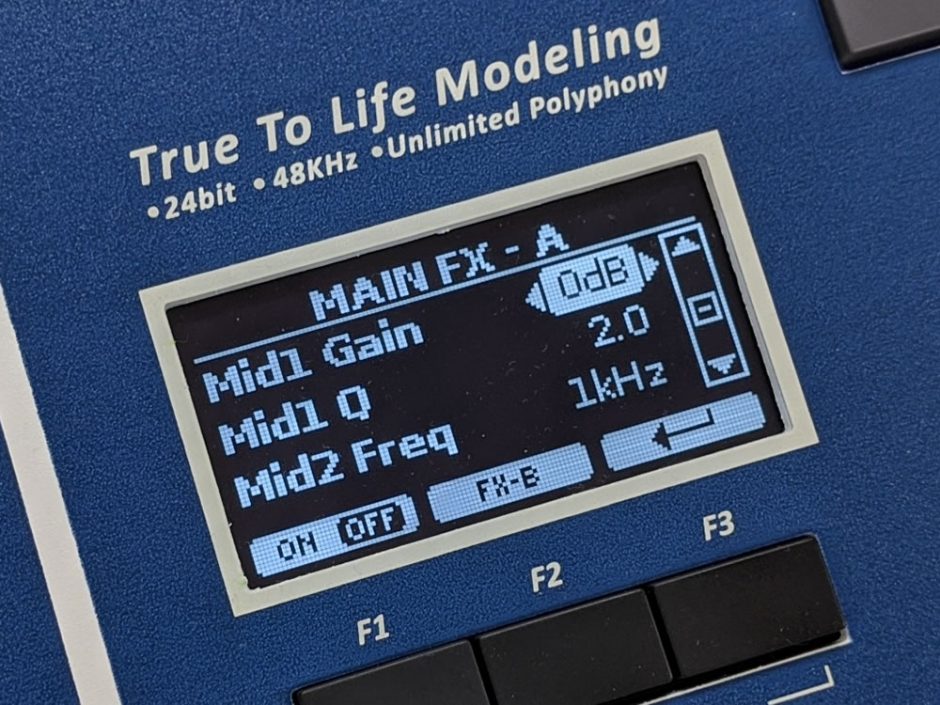 True To Life Modeling
•24bit •48KHz •Unlimited Polyphony
MAIN FX - A
Mid1 Gain 0dB
Mid1 Q 2.0
Mid2 Freq 1kHz
ON OFF FX-B
F1 F2 F3